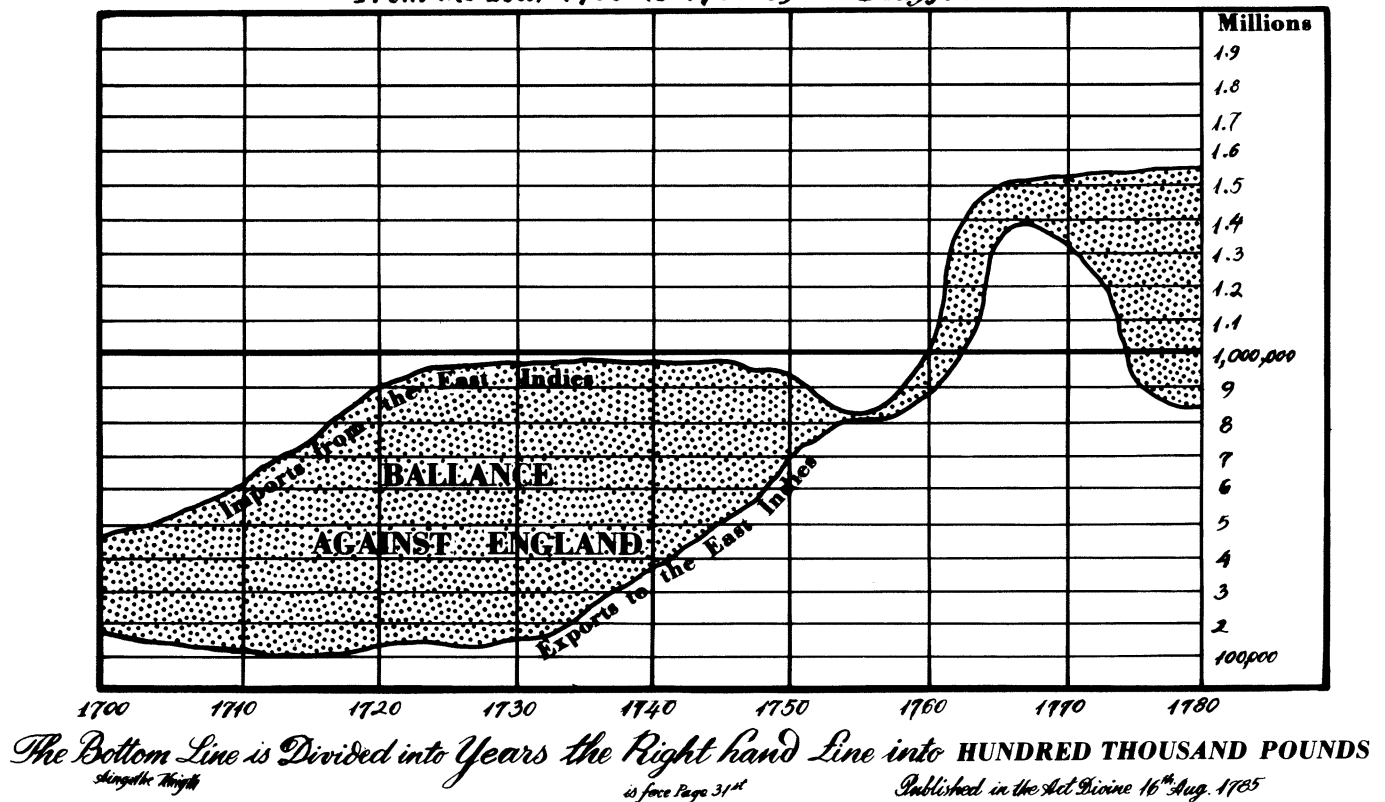 Millions
1.9
1.8
1.7
1.6
1.5
1.4
1.3
1.2
1.1
1,000,000
9
8
7
6
5
4
3
2
100,000
Imports from the East Indies
BALLANCE
AGAINST ENGLAND
Exports to the East Indies
1700 1710 1720 1730 1740 1750 1760 1770 1780
The Bottom Line is Divided into Years the Right hand Line into HUNDRED THOUSAND POUNDS
is face Page 31st
Published in the Act Divine 16th Aug. 1785